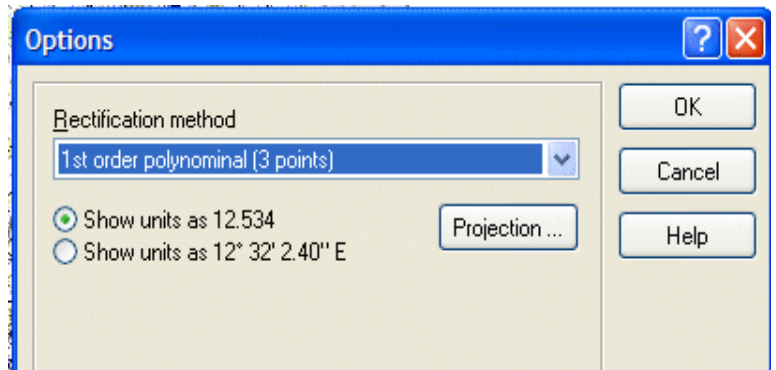 Options
Rectification method
1st order polynominal (3 points)
Show units as 12.534
Show units as 12° 32' 2.40" E
Projection ...
OK
Cancel
Help